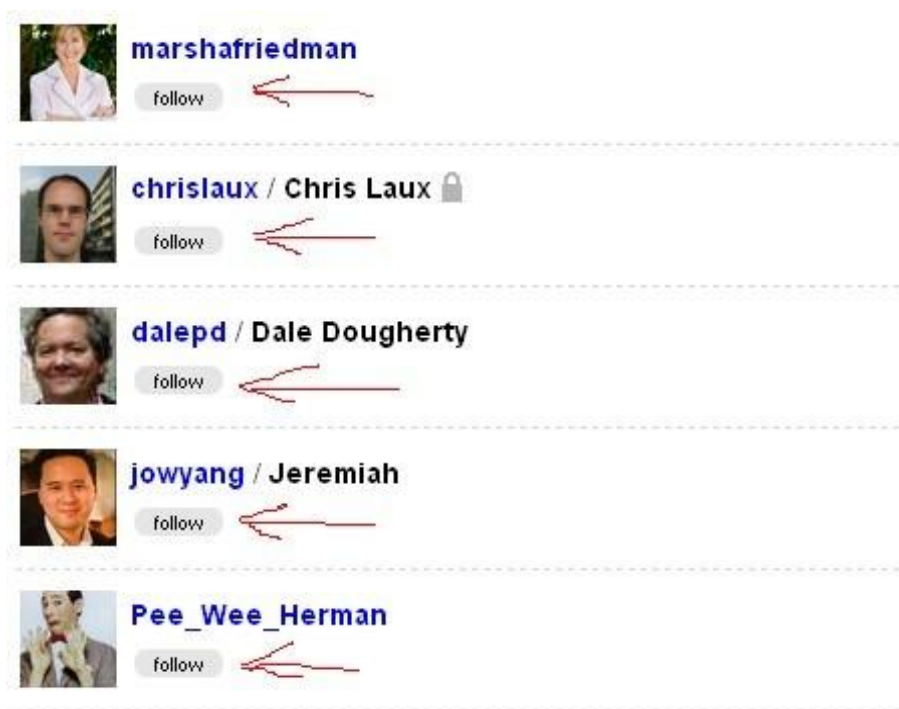 marshafriedman
follow
chrislaux / Chris Laux
follow
dalepd / Dale Dougherty
follow
jowyang / Jeremiah
follow
Pee_Wee_Herman
follow